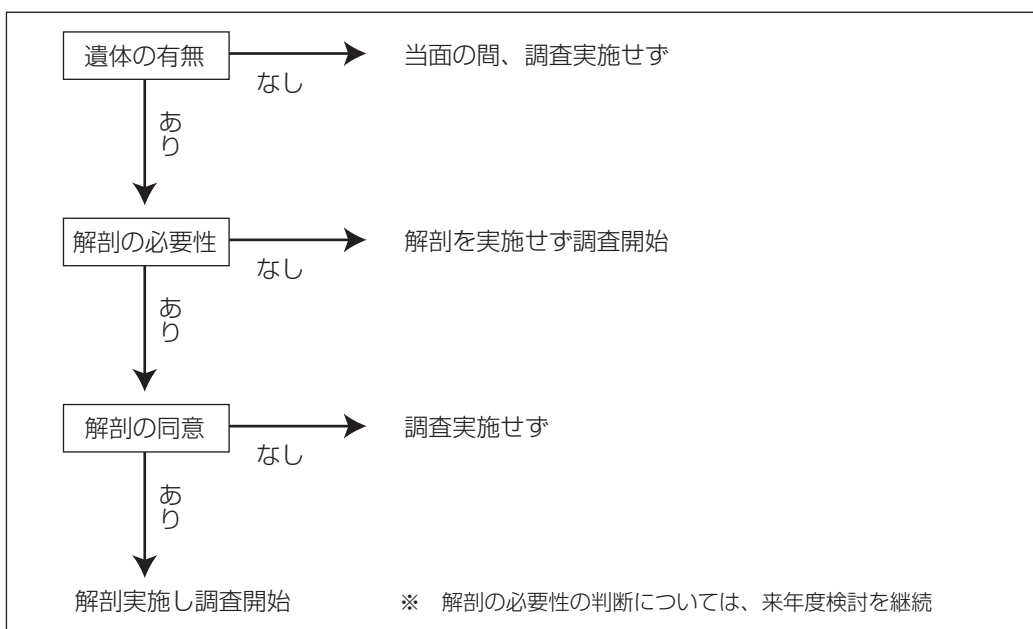 遺体の有無
なし
当面の間、調査実施せず
あり
解剖の必要性
なし
解剖を実施せず調査開始
あり
解剖の同意
なし
調査実施せず
あり
解剖実施し調査開始
※ 解剖の必要性の判断については、来年度検討を継続